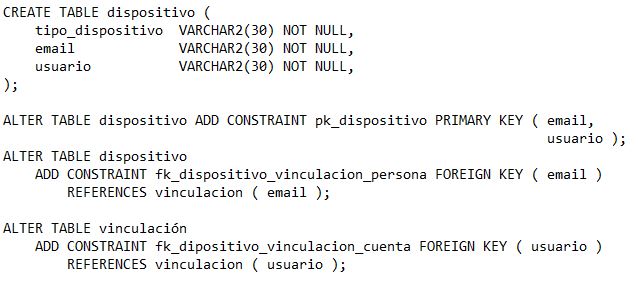 CREATE TABLE dispositivo (
    tipo_dispositivo  VARCHAR2(30) NOT NULL,
    email             VARCHAR2(30) NOT NULL,
    usuario           VARCHAR2(30) NOT NULL,
);

ALTER TABLE dispositivo ADD CONSTRAINT pk_dispositivo PRIMARY KEY ( email,
                                                                    usuario );
ALTER TABLE dispositivo
    ADD CONSTRAINT fk_dispositivo_vinculacion_persona FOREIGN KEY ( email )
        REFERENCES vinculacion ( email );

ALTER TABLE vinculación
    ADD CONSTRAINT fk_dipositivo_vinculacion_cuenta FOREIGN KEY ( usuario )
        REFERENCES vinculacion ( usuario );